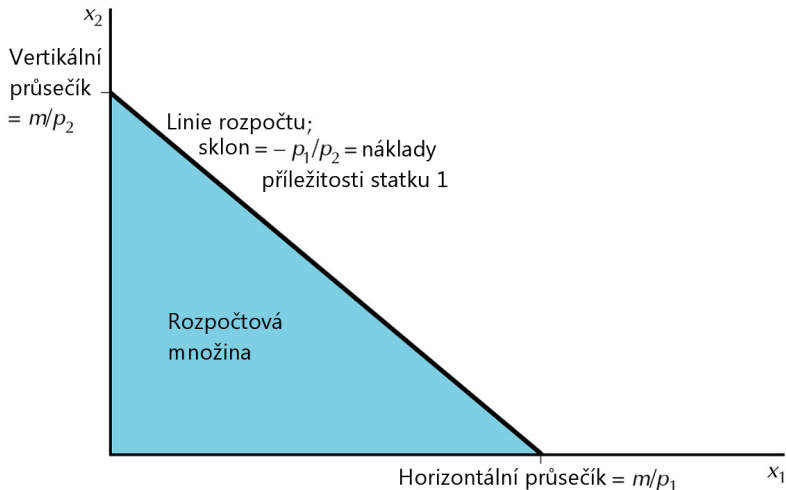 x₂
Vertikální
průsečík
= m/p₂
Linie rozpočtu;
sklon = – p₁/p₂ = náklady
příležitosti statku 1
Rozpočtová
množina
Horizontální průsečík = m/p₁
x₁